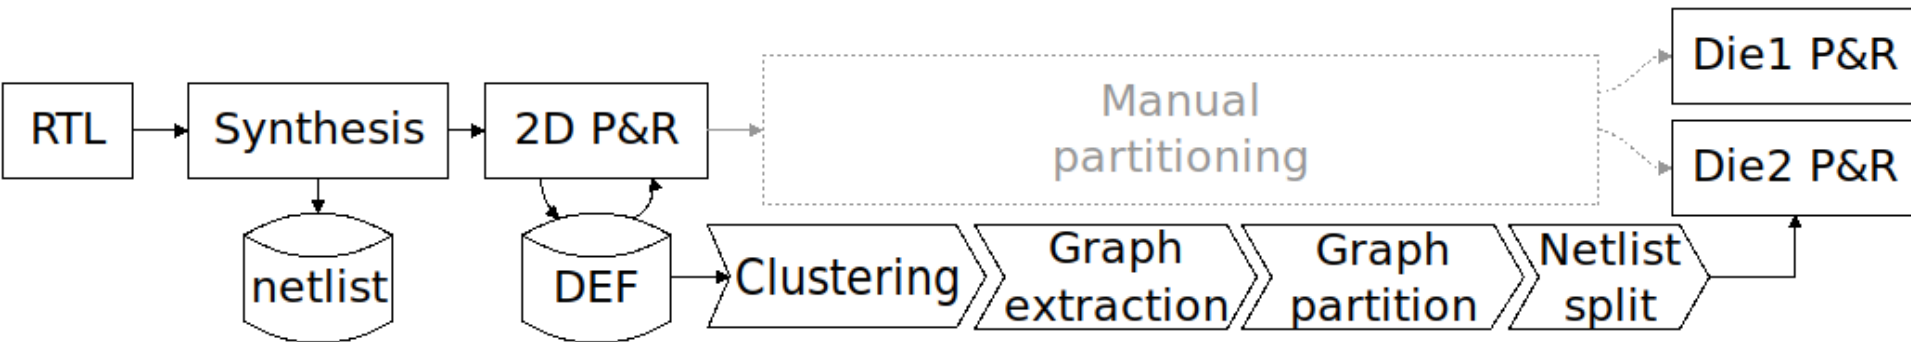 RTL
Synthesis
2D P&R
Manual
partitioning
Die1 P&R
Die2 P&R
netlist
DEF
Clustering
Graph
extraction
Graph
partition
Netlist
split